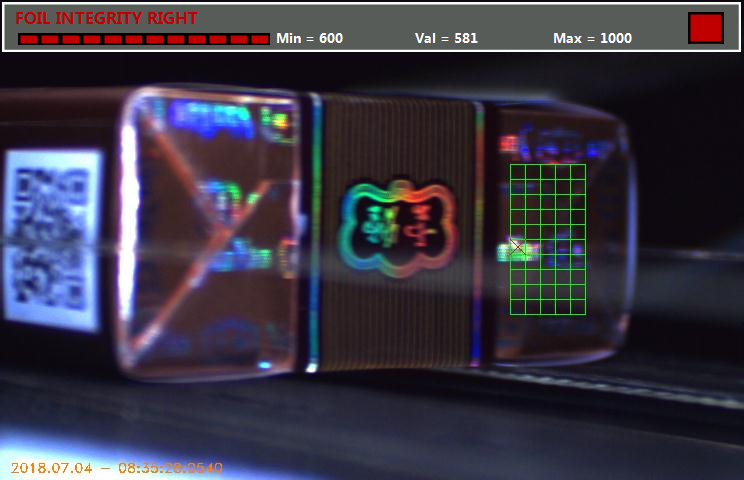 FOIL INTEGRITY RIGHT
Min = 600 Val = 581 Max = 1000
2018.07.04 - 08:35:28:0540